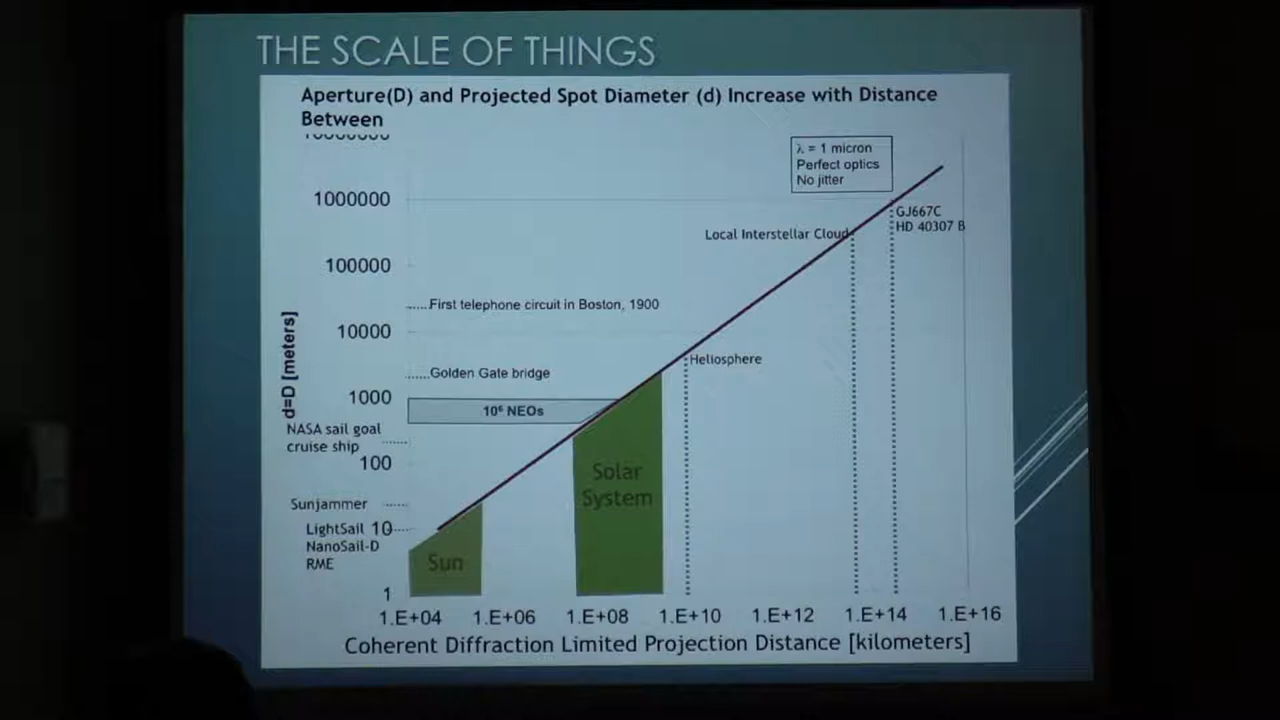 THE SCALE OF THINGS
Aperture(D) and Projected Spot Diameter (d) Increase with Distance
Between
λ = 1 micron
Perfect optics
No jitter
1000000
GJ667C
HD 40307 B
Local Interstellar Cloud
100000
First telephone circuit in Boston, 1900
10000
d=D [meters]
Heliosphere
Golden Gate bridge
1000
10⁶ NEOs
NASA sail goal
cruise ship
100
Solar
System
Sunjammer
LightSail 10
NanoSail-D
RME
Sun
1
1.E+04 1.E+06 1.E+08 1.E+10 1.E+12 1.E+14 1.E+16
Coherent Diffraction Limited Projection Distance [kilometers]